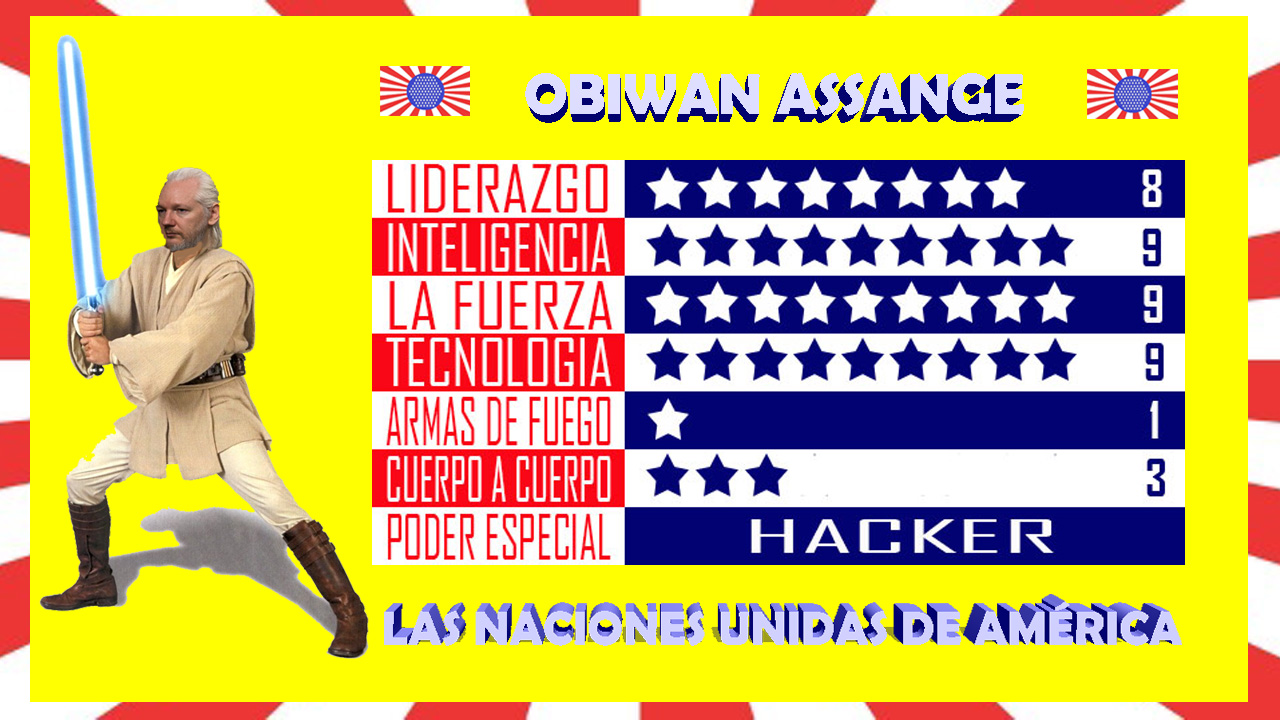 OBIWAN ASSANGE
LIDERAZGO 8
INTELIGENCIA 9
LA FUERZA 9
TECNOLOGIA 9
ARMAS DE FUEGO 1
CUERPO A CUERPO 3
PODER ESPECIAL HACKER
LAS NACIONES UNIDAS DE AMÉRICA